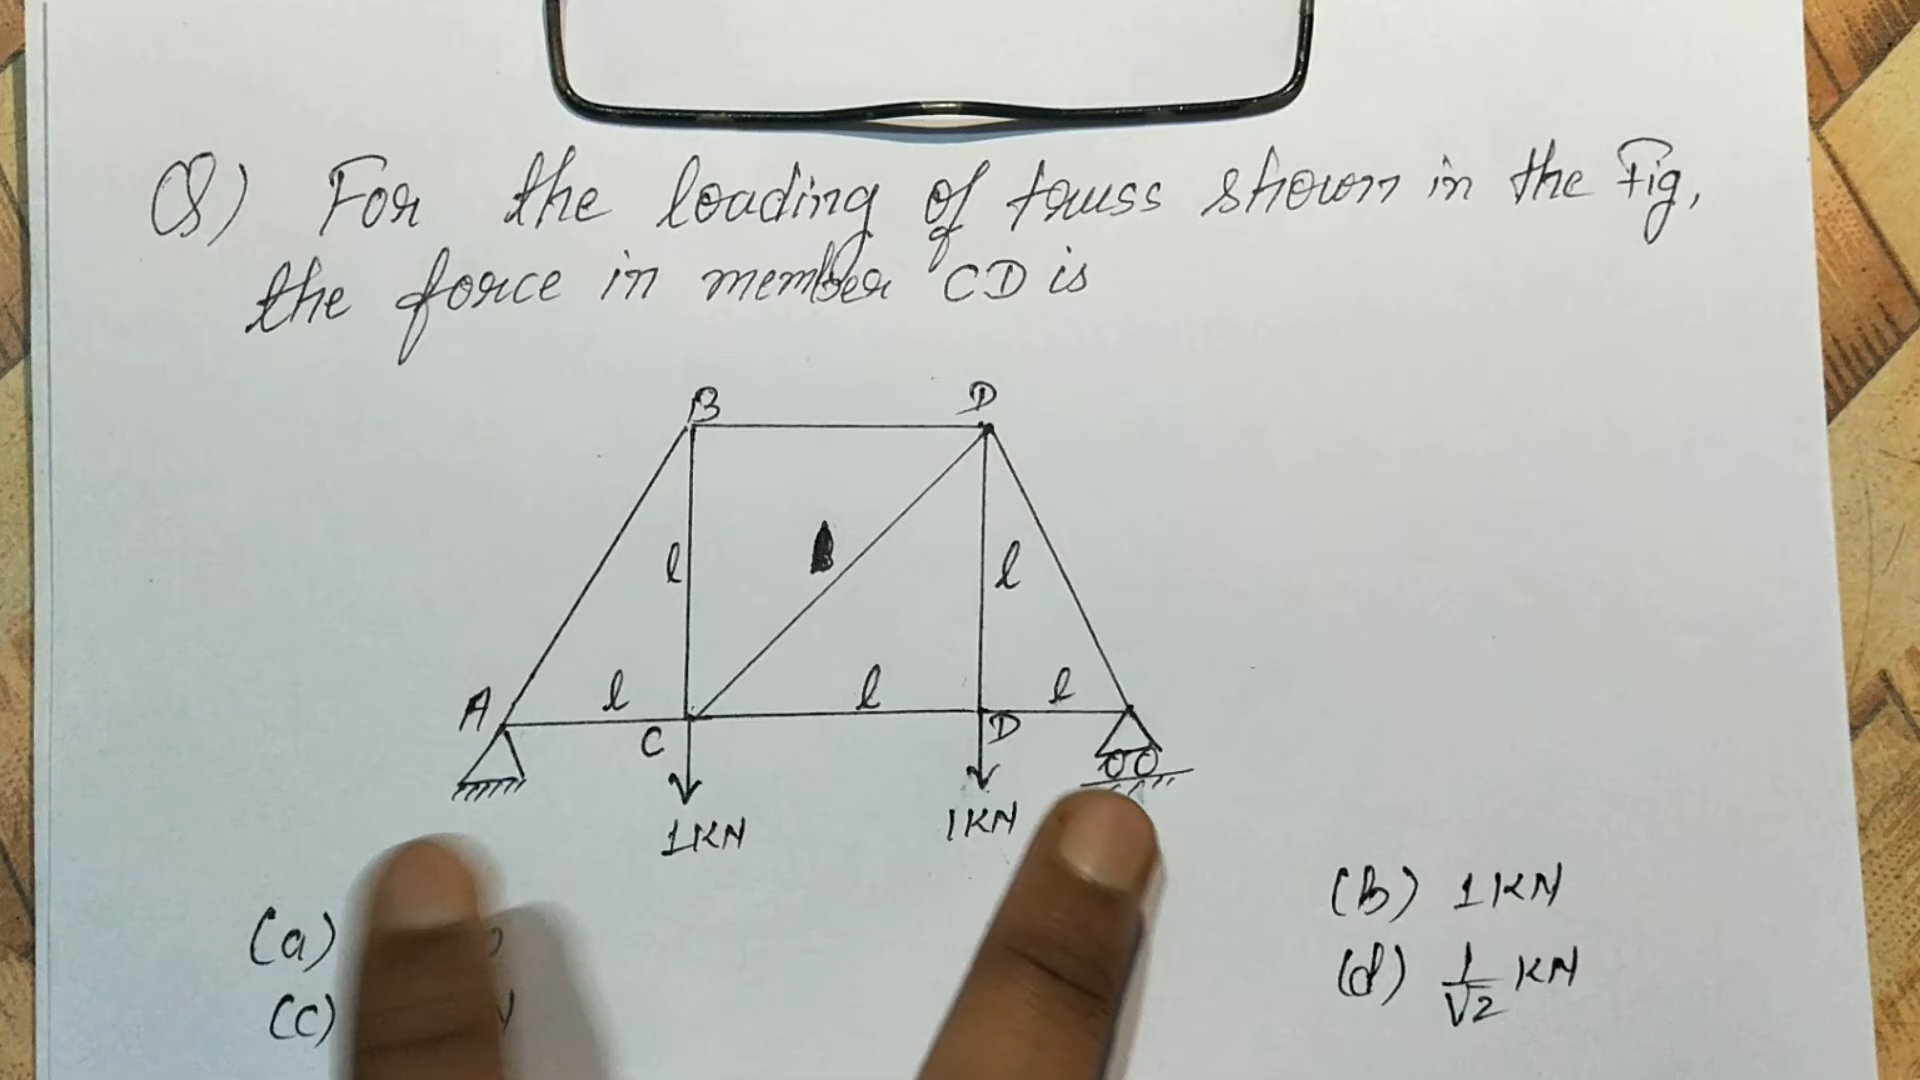 Q) For the loading of truss shown in the Fig,
the force in member CD is
B D
l l
A l l l
C D
1KN 1KN
(a) (B) 1KN
(c) (d) 1/√2 KN